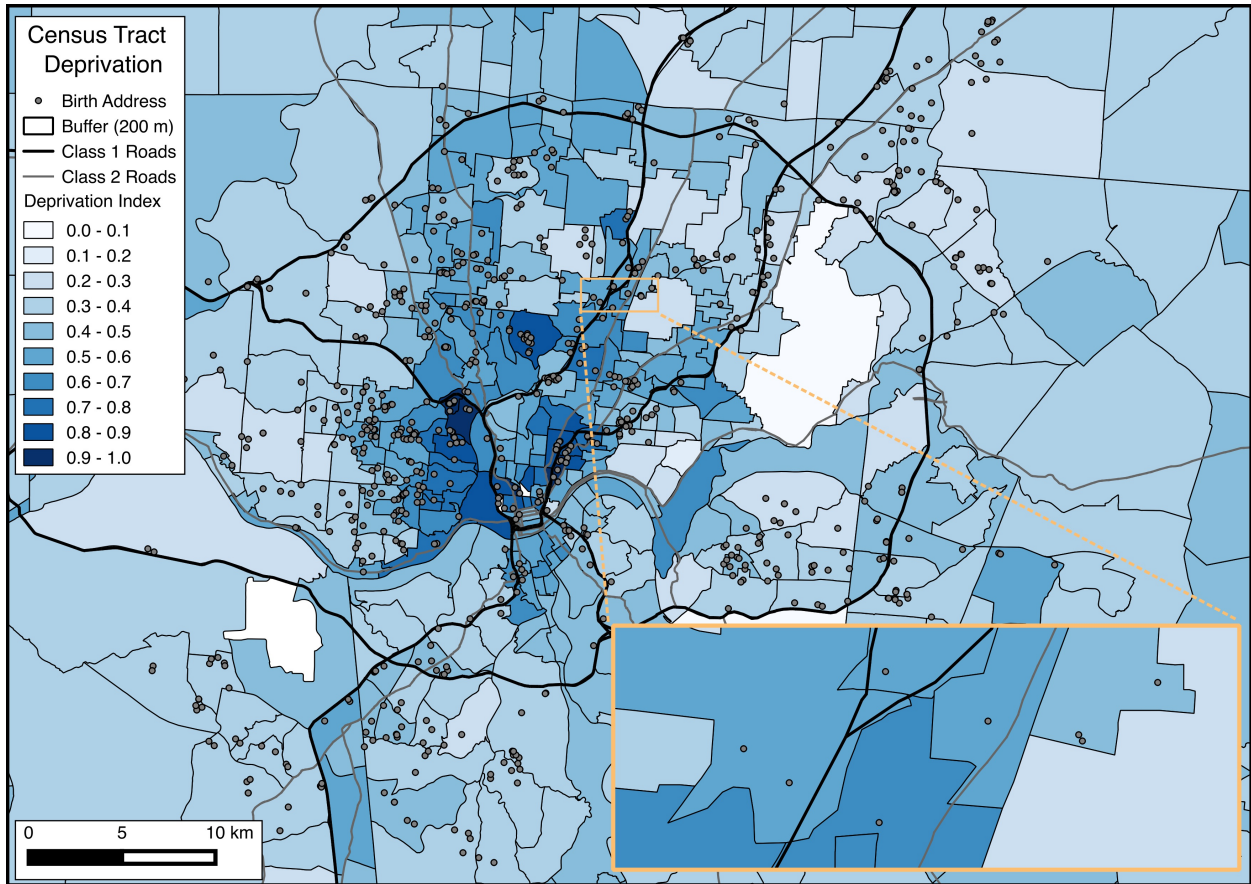 Census Tract
Deprivation
Birth Address
Buffer (200 m)
Class 1 Roads
Class 2 Roads
Deprivation Index
0.0 - 0.1
0.1 - 0.2
0.2 - 0.3
0.3 - 0.4
0.4 - 0.5
0.5 - 0.6
0.6 - 0.7
0.7 - 0.8
0.8 - 0.9
0.9 - 1.0
0 5 10 km